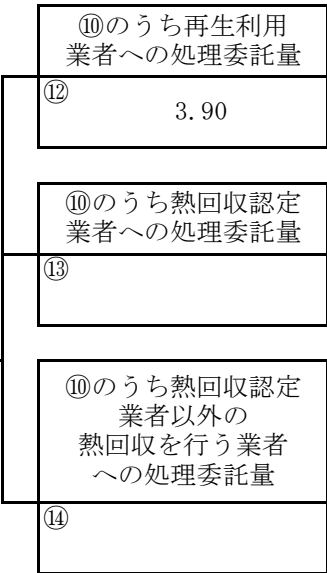 ⑩のうち再生利用
業者への処理委託量
⑫
3.90
⑩のうち熱回収認定
業者への処理委託量
⑬
⑩のうち熱回収認定
業者以外の
熱回収を行う業者
への処理委託量
⑭